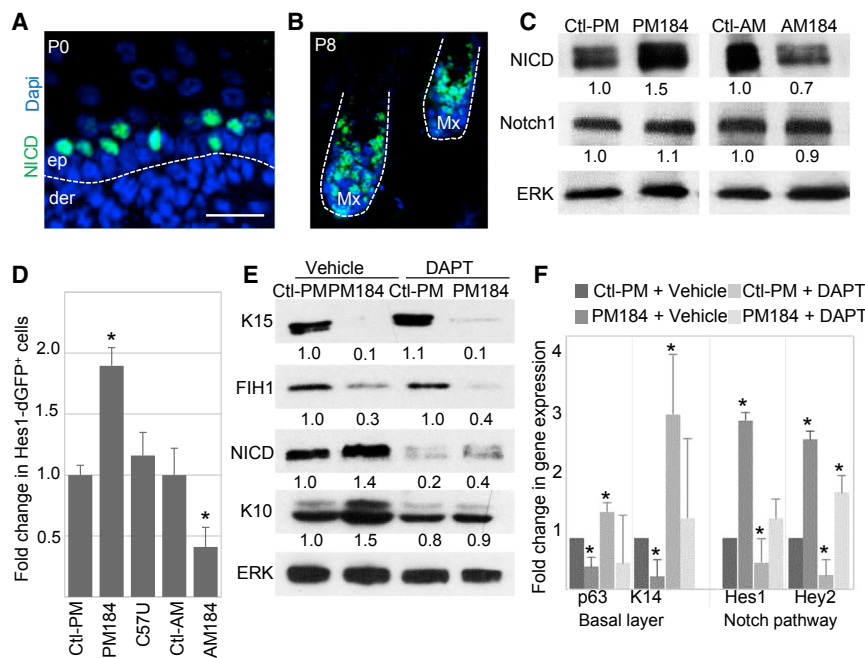 A
P0
NICD Dapi
ep
der
B
P8
Mx
Mx
C
Ctl-PM PM184 Ctl-AM AM184
NICD
1.0 1.5 1.0 0.7
Notch1
1.0 1.1 1.0 0.9
ERK
D
Fold change in Hes1-dGFP+ cells
2.0
1.5
1.0
0.5
Ctl-PM
PM184
C57U
Ctl-AM
AM184
*
*
E
Vehicle DAPT
Ctl-PM PM184 Ctl-PM PM184
K15
1.0 0.1 1.1 0.1
FIH1
1.0 0.3 1.0 0.4
NICD
1.0 1.4 0.2 0.4
K10
1.0 1.5 0.8 0.9
ERK
F
Ctl-PM + Vehicle Ctl-PM + DAPT
PM184 + Vehicle PM184 + DAPT
Fold change in gene expression
4
3
2
1
* * * * * * * * *
p63 K14 Hes1 Hey2
Basal layer Notch pathway